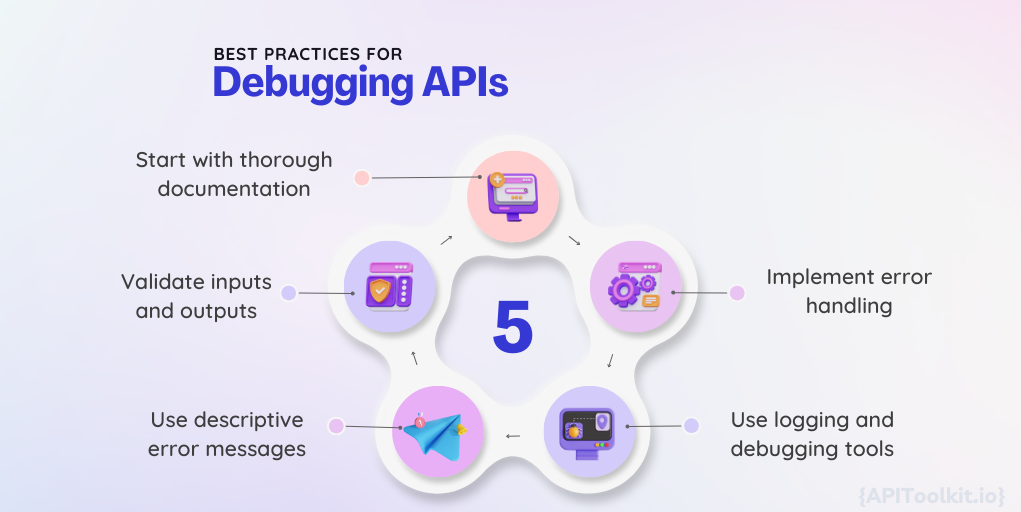 BEST PRACTICES FOR
Debugging APIs
Start with thorough
documentation
Validate inputs
and outputs
5
Implement error
handling
Use descriptive
error messages
Use logging and
debugging tools
{APIToolkit.io}